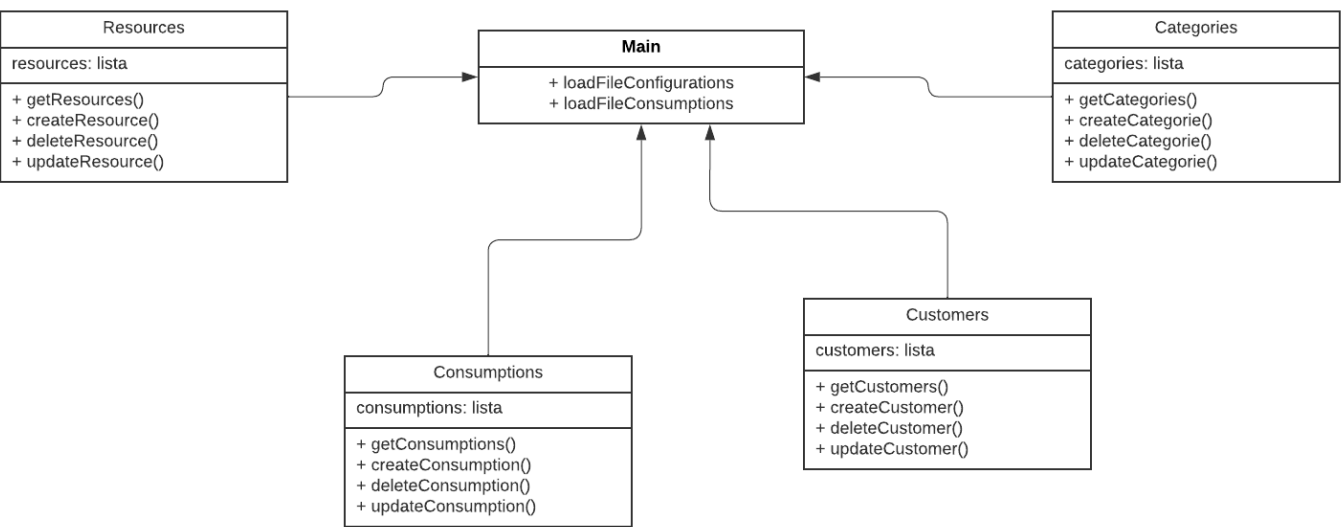 Resources
resources: lista
+ getResources()
+ createResource()
+ deleteResource()
+ updateResource()
Main
+ loadFileConfigurations
+ loadFileConsumptions
Categories
categories: lista
+ getCategories()
+ createCategorie()
+ deleteCategorie()
+ updateCategorie()
Consumptions
consumptions: lista
+ getConsumptions()
+ createConsumption()
+ deleteConsumption()
+ updateConsumption()
Customers
customers: lista
+ getCustomers()
+ createCustomer()
+ deleteCustomer()
+ updateCustomer()